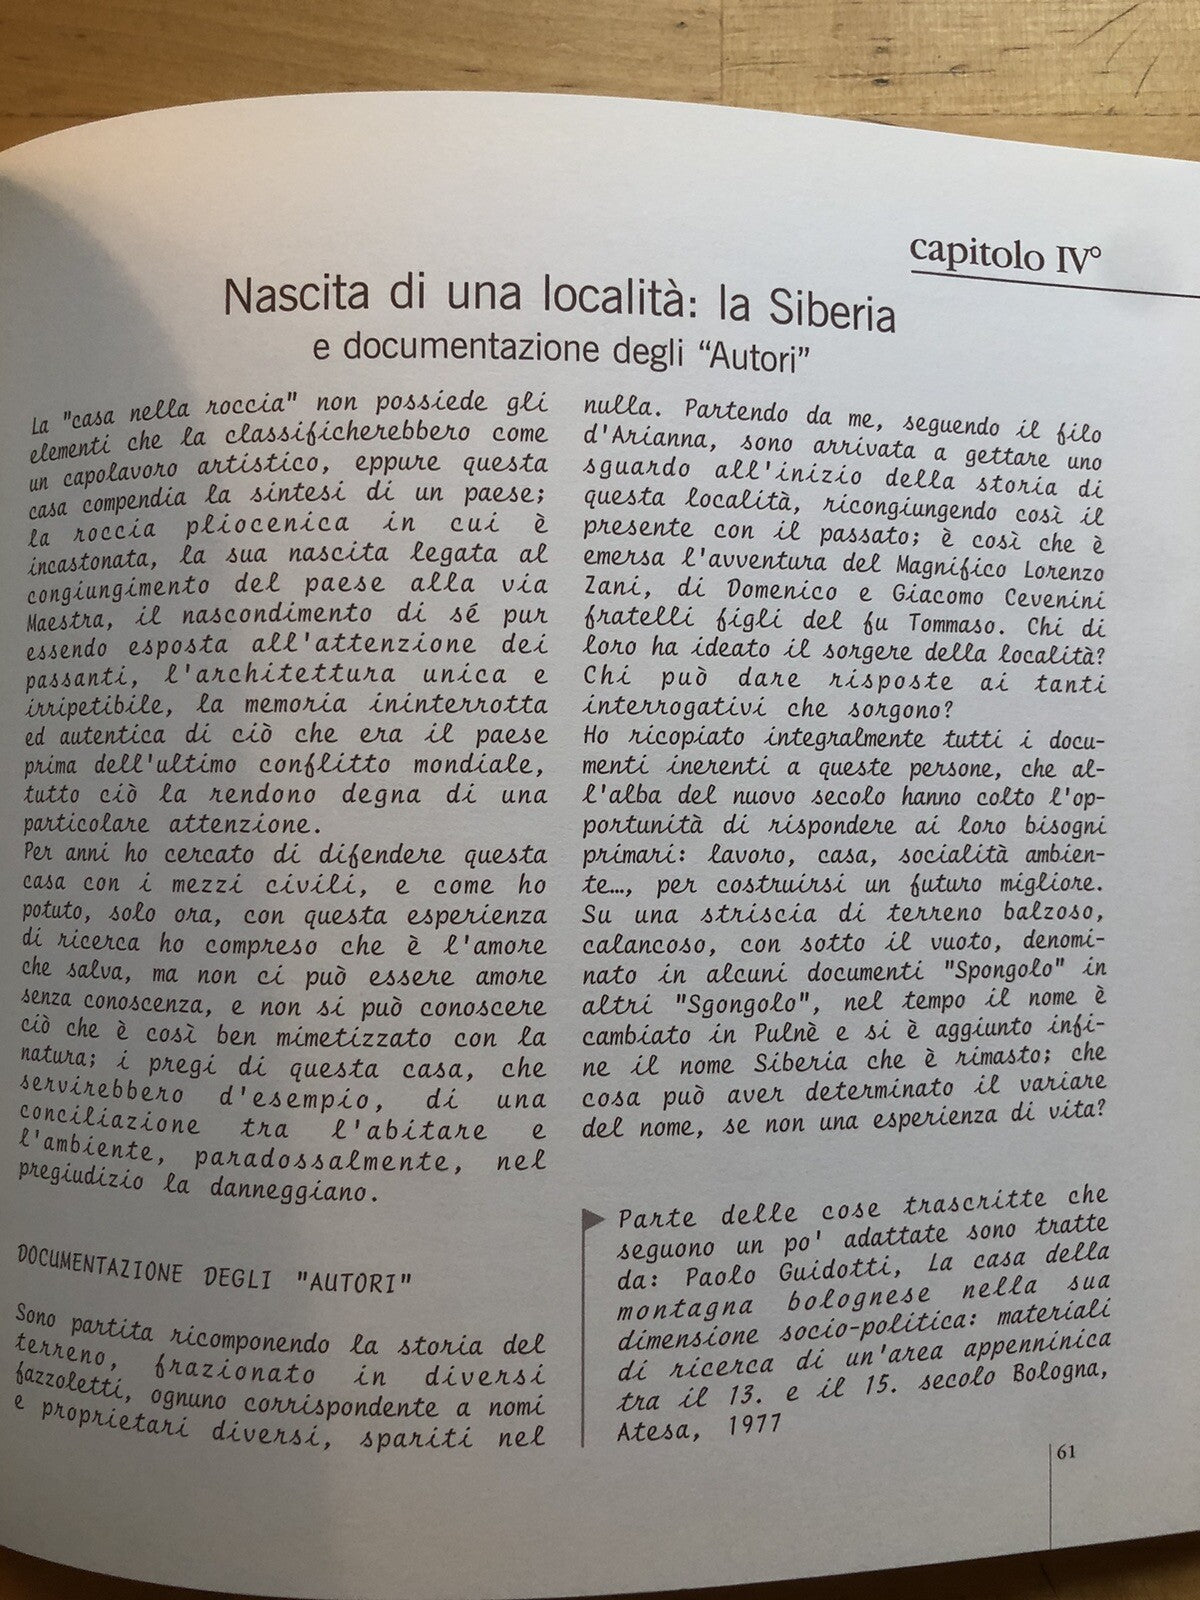 capitolo IV°
Nascita di una località: la Siberia
e documentazione degli “Autori”
La "casa nella roccia" non possiede gli
elementi che la classificherebbero come
un capolavoro artistico, eppure questa
casa compendia la sintesi di un paese;
la roccia pliocenica in cui è
incastonata, la sua nascita legata al
congiungimento del paese alla via
Maestra, il nascondimento di sé pur
essendo esposta all'attenzione dei
passanti, l'architettura unica e
irripetibile, la memoria ininterrotta
ed autentica di ciò che era il paese
prima dell'ultimo conflitto mondiale,
tutto ciò la rendono degna di una
particolare attenzione.
Per anni ho cercato di difendere questa
casa con i mezzi civili, e come ho
potuto, solo ora, con questa esperienza
di ricerca ho compreso che è l'amore
che salva, ma non ci può essere amore
senza conoscenza, e non si può conoscere
ciò che è così ben mimetizzato con la
natura; i pregi di questa casa, che
servirebbero d'esempio, di una
conciliazione tra l'abitare e
l'ambiente, paradossalmente, nel
pregiudizio la danneggiano.
DOCUMENTAZIONE DEGLI "AUTORI"
Sono partita ricomponendo la storia del
terreno, frazionato in diversi
fazzoletti, ognuno corrispondente a nomi
e proprietari diversi, spariti nel
nulla. Partendo da me, seguendo il filo
d'Arianna, sono arrivata a gettare uno
sguardo all'inizio della storia di
questa località, ricongiungendo così il
presente con il passato; è così che è
emersa l'avventura del Magnifico Lorenzo
Zani, di Domenico e Giacomo Cevenini
fratelli figli del fu Tommaso. Chi di
loro ha ideato il sorgere della località?
Chi può dare risposte ai tanti
interrogativi che sorgono?
Ho ricopiato integralmente tutti i docu-
menti inerenti a queste persone, che al-
l'alba del nuovo secolo hanno colto l'op-
portunità di rispondere ai loro bisogni
primari: lavoro, casa, socialità ambien-
te…, per costruirsi un futuro migliore.
Su una striscia di terreno balzoso,
calancoso, con sotto il vuoto, denomi-
nato in alcuni documenti "Spongolo" in
altri "Sgongolo", nel tempo il nome è
cambiato in Pulnè e si è aggiunto infi-
ne il nome Siberia che è rimasto; che
cosa può aver determinato il variare
del nome, se non una esperienza di vita?
Parte delle cose trascritte che
seguono un po' adattate sono tratte
da: Paolo Guidotti, La casa della
montagna bolognese nella sua
dimensione socio-politica: materiali
di ricerca di un'area appenninica
tra il 13. e il 15. secolo Bologna,
Atesa, 1977
61